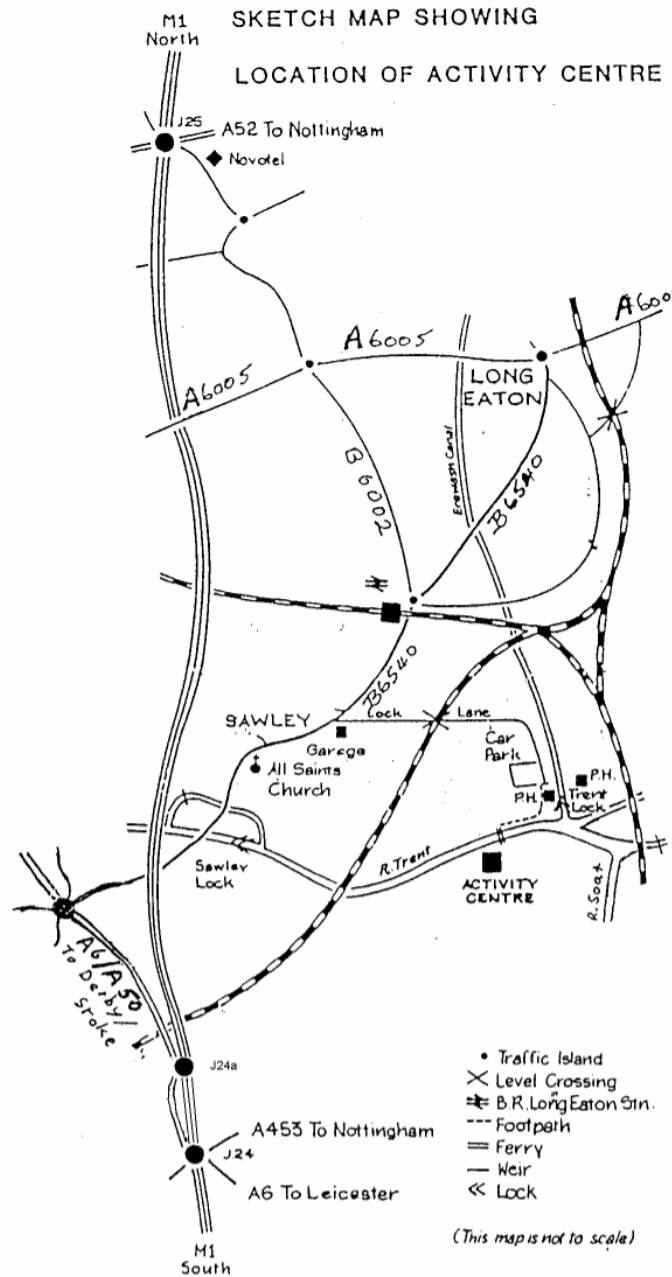 SKETCH MAP SHOWING
LOCATION OF ACTIVITY CENTRE
M1
North
J25
A52 To Nottingham
Novotel
A600
A6005
LONG
EATON
A6005
Erewash Canal
B6002
B6540
B6540
SAWLEY
Lock Lane
Garage
Car
Park
All Saints
Church
P.H.
P.H.
Trent
Lock
Sawley
Lock
R. Trent
ACTIVITY
CENTRE
R. Soar
A6/A50
To Derby/
Stoke
J24a
A453 To Nottingham
J24
A6 To Leicester
M1
South
Traffic Island
Level Crossing
B.R. Long Eaton Stn.
Footpath
Ferry
Weir
Lock
(This map is not to scale)